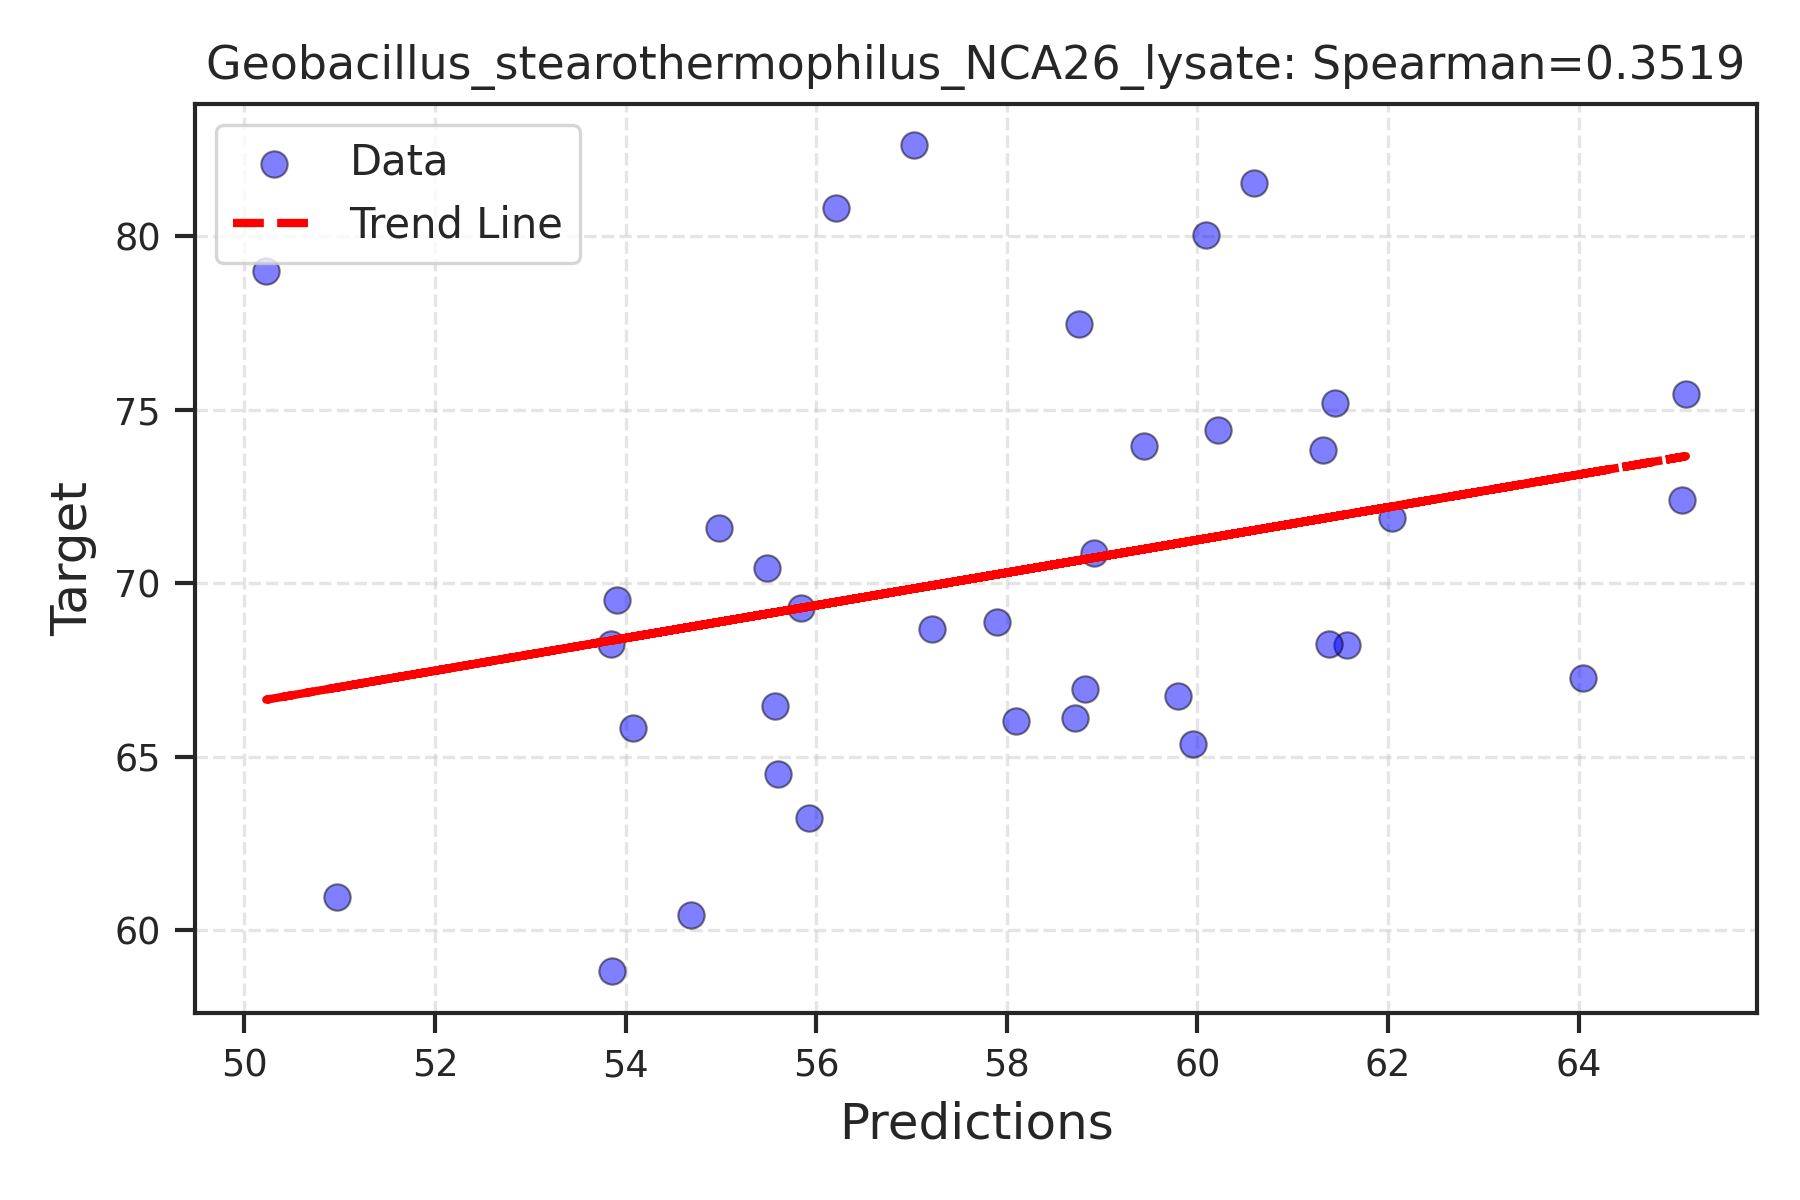 Geobacillus_stearothermophilus_NCA26_lysate: Spearman=0.3519
Data
Trend Line
80
75
70
65
60
Target
50 52 54 56 58 60 62 64
Predictions